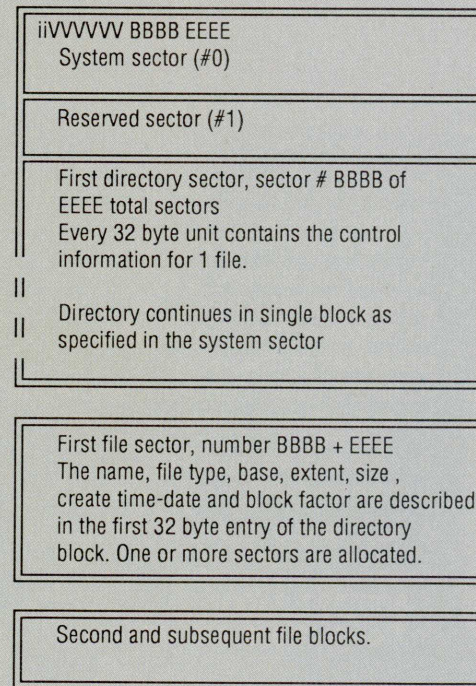 iiVVVVVV BBBB EEEE
System sector (#0)
Reserved sector (#1)
First directory sector, sector # BBBB of
EEEE total sectors
Every 32 byte unit contains the control
information for 1 file.
Directory continues in single block as
specified in the system sector
First file sector, number BBBB + EEEE
The name, file type, base, extent, size ,
create time-date and block factor are described
in the first 32 byte entry of the directory
block. One or more sectors are allocated.
Second and subsequent file blocks.